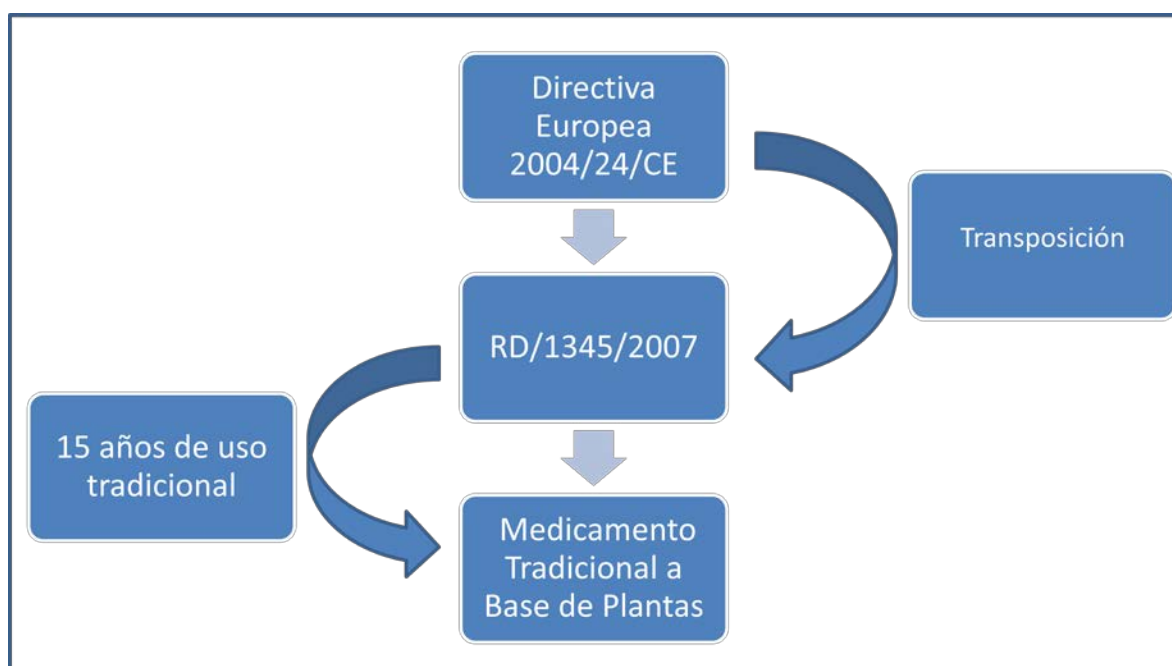 Directiva
Europea
2004/24/CE
Transposición
RD/1345/2007
15 años de uso
tradicional
Medicamento
Tradicional a
Base de Plantas